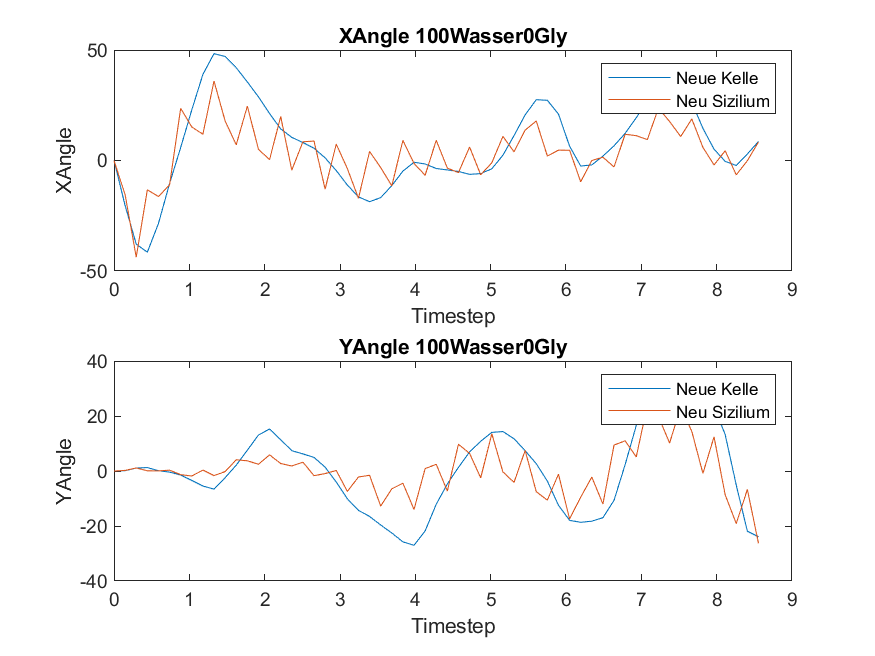 XAngle 100Wasser0Gly
50
0
-50
XAngle
Neue Kelle
Neu Sizilium
0 1 2 3 4 5 6 7 8 9
Timestep
YAngle 100Wasser0Gly
40
20
0
-20
-40
YAngle
Neue Kelle
Neu Sizilium
0 1 2 3 4 5 6 7 8 9
Timestep